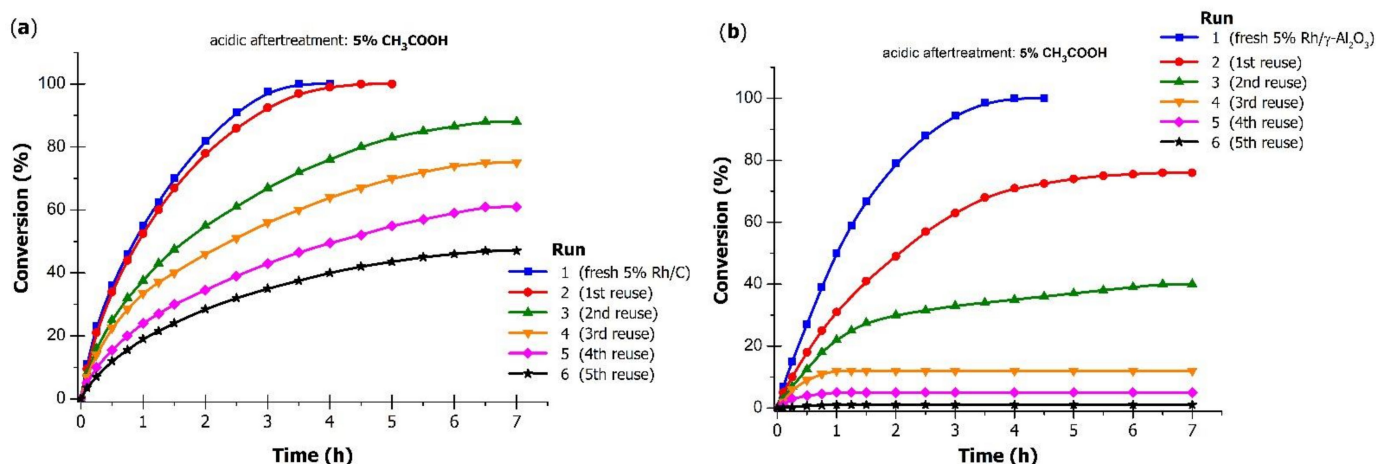 (a)
acidic aftertreatment: 5% CH₃COOH
Conversion (%)
100
80
60
40
20
0
0 1 2 3 4 5 6 7
Time (h)
Run
1 (fresh 5% Rh/C)
2 (1st reuse)
3 (2nd reuse)
4 (3rd reuse)
5 (4th reuse)
6 (5th reuse)
(b)
acidic aftertreatment: 5% CH₃COOH
Run
1 (fresh 5% Rh/γ-Al₂O₃)
2 (1st reuse)
3 (2nd reuse)
4 (3rd reuse)
5 (4th reuse)
6 (5th reuse)
Conversion (%)
100
80
60
40
20
0
0 1 2 3 4 5 6 7
Time (h)